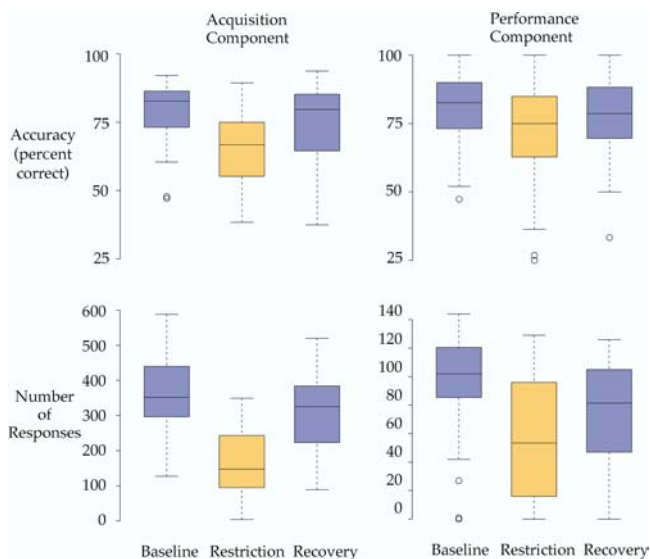 Acquisition
Component
Performance
Component
Accuracy
(percent
correct)
100
75
50
25
100
75
50
25
Number
of
Responses
600
500
400
300
200
100
0
140
120
100
80
60
40
20
0
Baseline Restriction Recovery
Baseline Restriction Recovery